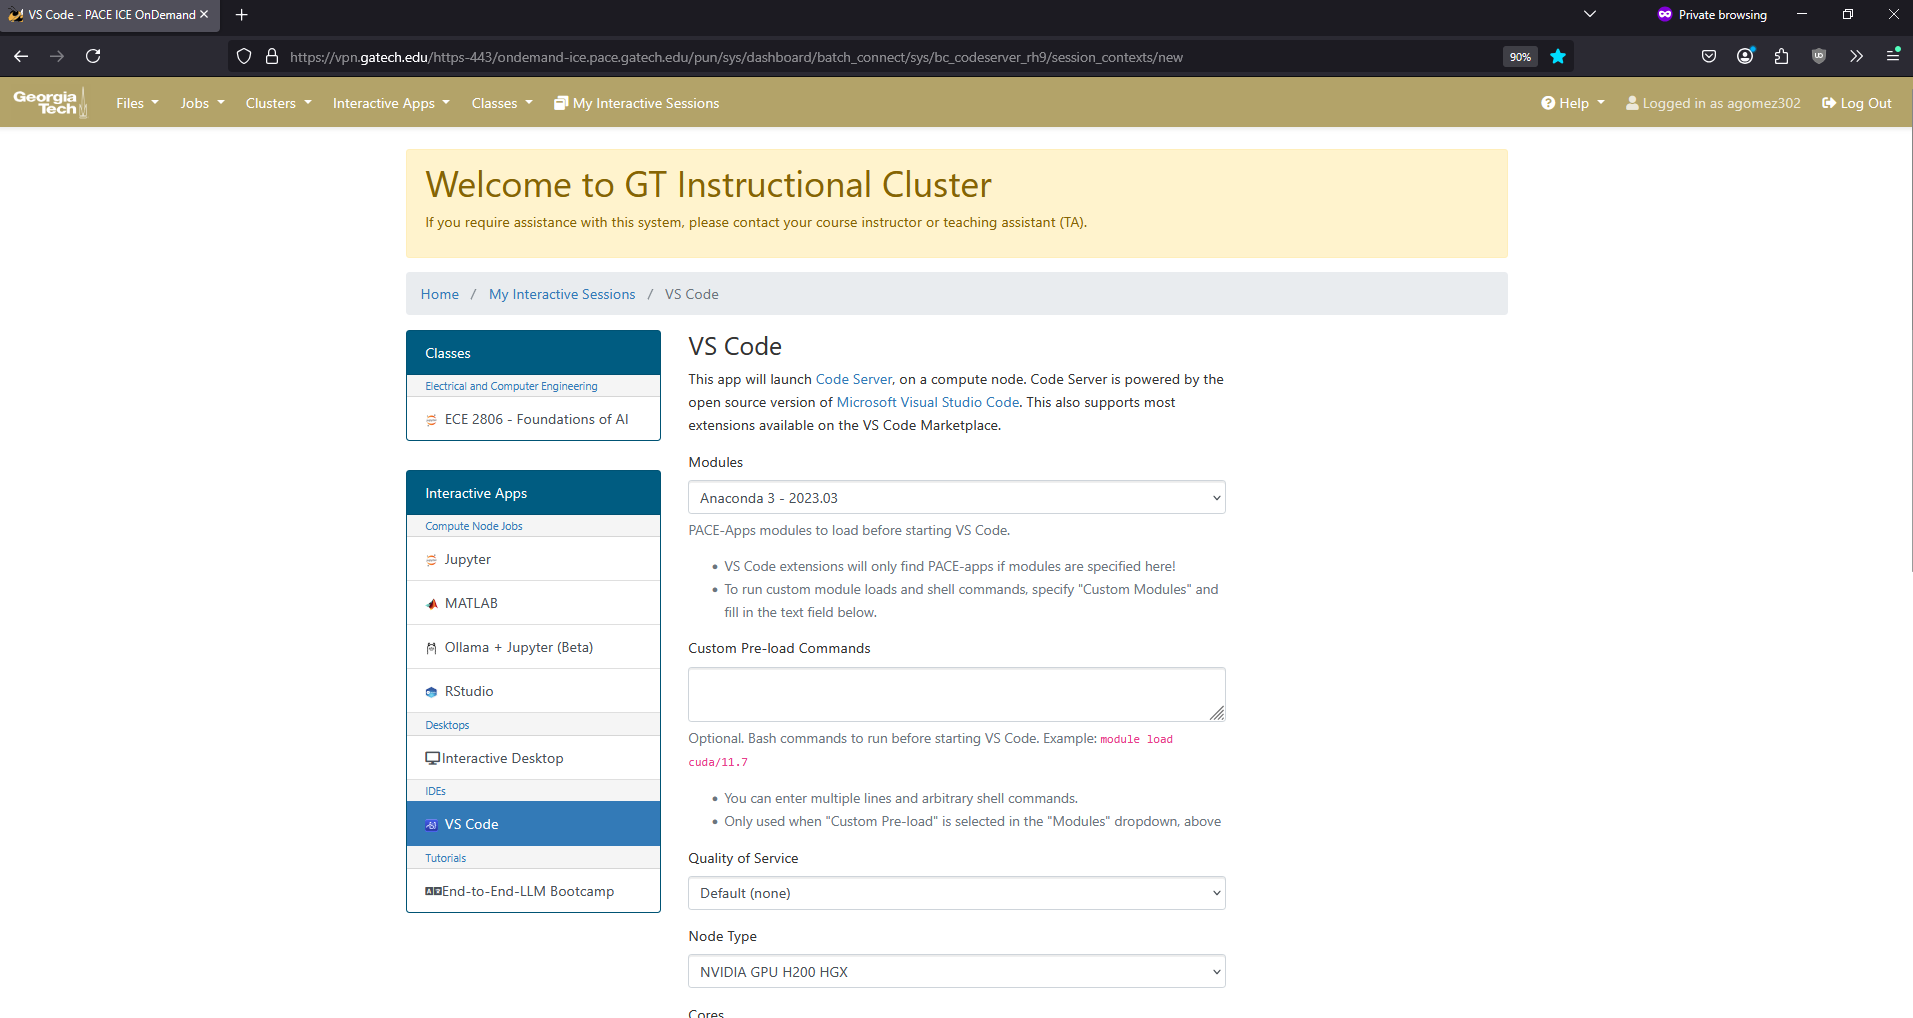 VS Code - PACE ICE OnDemand
Private browsing
https://vpn.gatech.edu/https-443/ondemand-ice.pace.gatech.edu/pun/sys/dashboard/batch_connect/sys/bc_codeserver_rh9/session_contexts/new
90%
Georgia
Tech
Files
Jobs
Clusters
Interactive Apps
Classes
My Interactive Sessions
Help
Logged in as agomez302
Log Out
Welcome to GT Instructional Cluster
If you require assistance with this system, please contact your course instructor or teaching assistant (TA).
Home / My Interactive Sessions / VS Code
Classes
Electrical and Computer Engineering
ECE 2806 - Foundations of AI
Interactive Apps
Compute Node Jobs
Jupyter
MATLAB
Ollama + Jupyter (Beta)
RStudio
Desktops
Interactive Desktop
IDEs
VS Code
Tutorials
End-to-End-LLM Bootcamp
VS Code
This app will launch Code Server, on a compute node. Code Server is powered by the
open source version of Microsoft Visual Studio Code. This also supports most
extensions available on the VS Code Marketplace.
Modules
Anaconda 3 - 2023.03
PACE-Apps modules to load before starting VS Code.
• VS Code extensions will only find PACE-apps if modules are specified here!
• To run custom module loads and shell commands, specify "Custom Modules" and
fill in the text field below.
Custom Pre-load Commands
Optional. Bash commands to run before starting VS Code. Example: module load
cuda/11.7
• You can enter multiple lines and arbitrary shell commands.
• Only used when "Custom Pre-load" is selected in the "Modules" dropdown, above
Quality of Service
Default (none)
Node Type
NVIDIA GPU H200 HGX
Cores